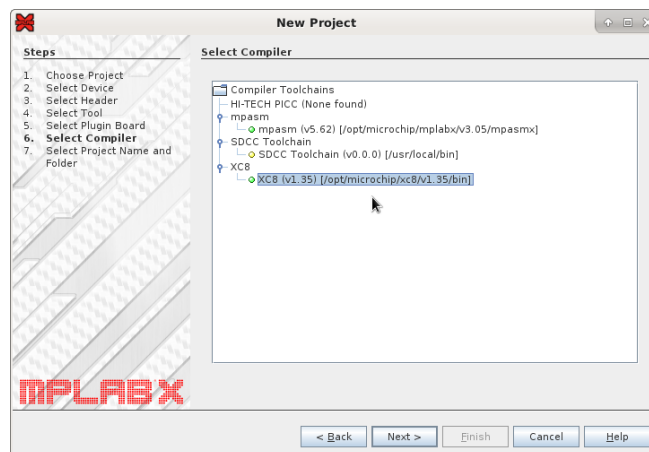 New Project
Steps
1. Choose Project
2. Select Device
3. Select Header
4. Select Tool
5. Select Plugin Board
6. Select Compiler
7. Select Project Name and
Folder
Select Compiler
Compiler Toolchains
HI-TECH PICC (None found)
mpasm
mpasm (v5.62) [/opt/microchip/mplabx/v3.05/mpasmx]
SDCC Toolchain
SDCC Toolchain (v0.0.0) [/usr/local/bin]
XC8
XC8 (v1.35) [/opt/microchip/xc8/v1.35/bin]
MPLAB X
< Back
Next >
Finish
Cancel
Help